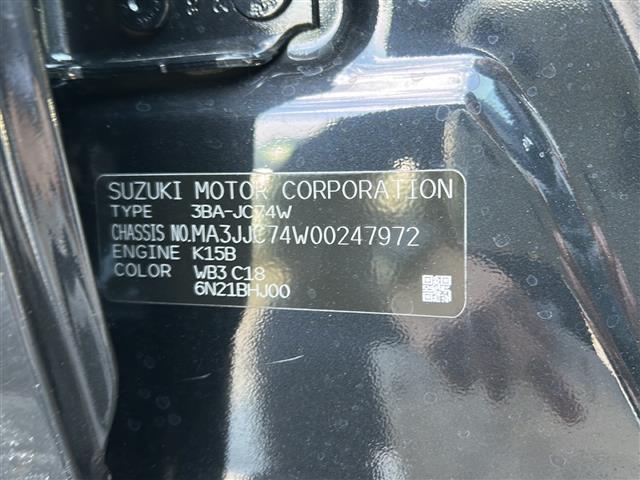 SUZUKI MOTOR CORPORATION
TYPE 3BA-JC74W
CHASSIS NO.MA3JJC74W00247972
ENGINE K15B
COLOR WB3 C18
6N21BHJ00